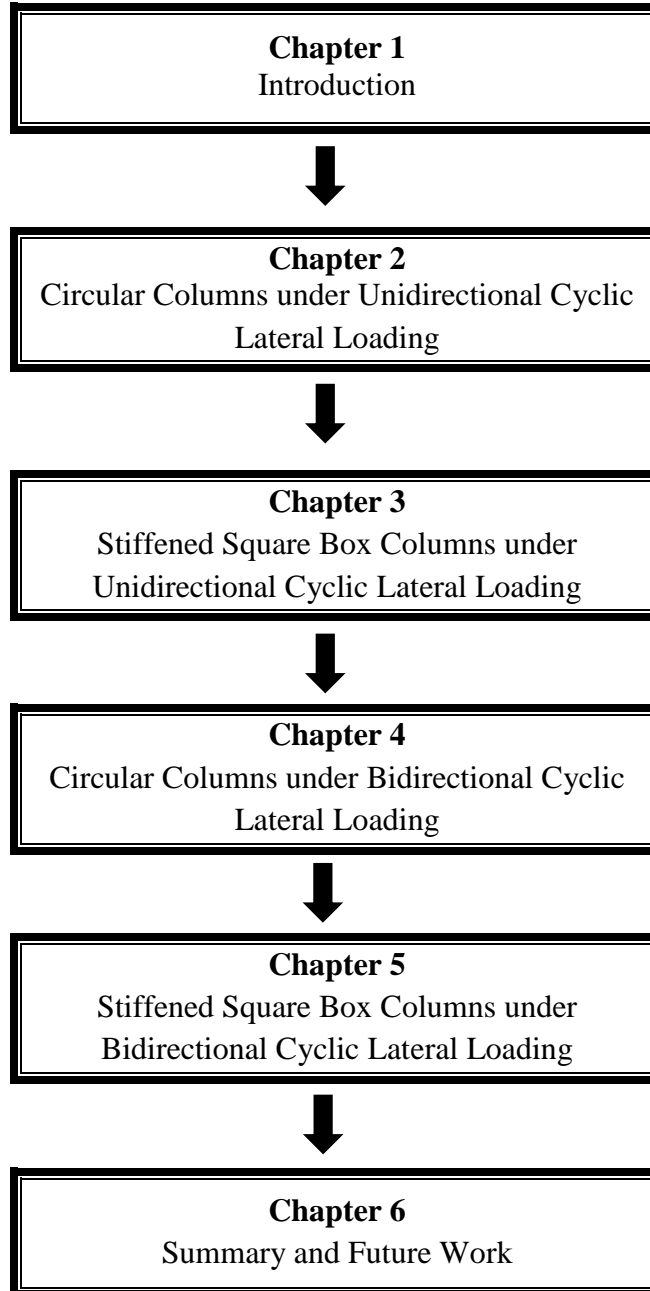 Chapter 1
Introduction
Chapter 2
Circular Columns under Unidirectional Cyclic
Lateral Loading
Chapter 3
Stiffened Square Box Columns under
Unidirectional Cyclic Lateral Loading
Chapter 4
Circular Columns under Bidirectional Cyclic
Lateral Loading
Chapter 5
Stiffened Square Box Columns under
Bidirectional Cyclic Lateral Loading
Chapter 6
Summary and Future Work